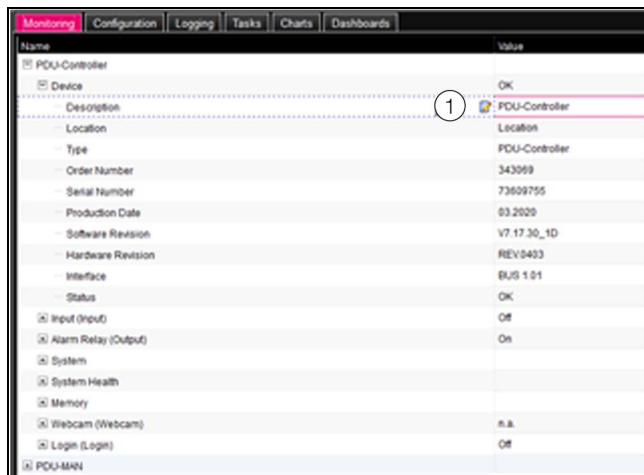 Monitoring Configuration Logging Tasks Charts Dashboards
Name Value
PDU-Controller
Device OK
Description 1 PDU-Controller
Location Location
Type PDU-Controller
Order Number 343069
Serial Number 73609755
Production Date 03.2020
Software Revision V7.17.30_1D
Hardware Revision REV.0403
Interface BUS 1.01
Status OK
Input (Input) Off
Alarm Relay (Output) On
System
System Health
Memory
Webcam (Webcam) n.a.
Login (Login) Off
PDU-MAN